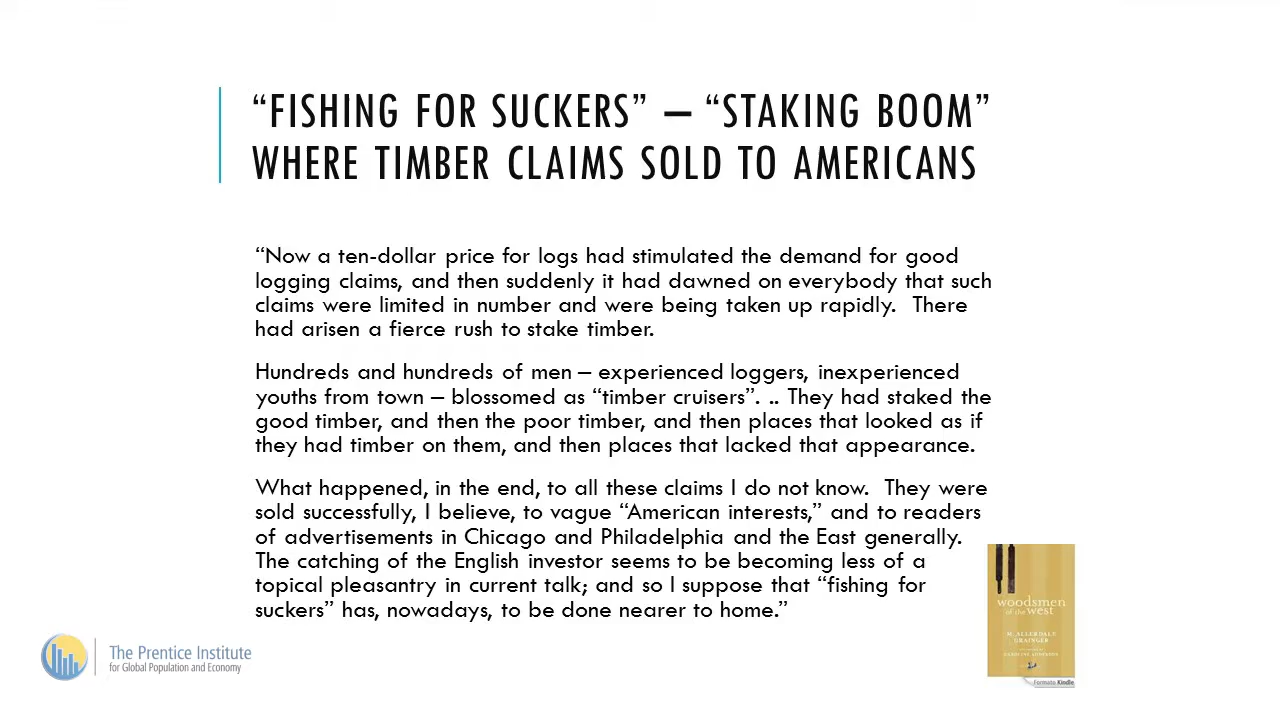 “FISHING FOR SUCKERS” – “STAKING BOOM”
WHERE TIMBER CLAIMS SOLD TO AMERICANS
“Now a ten-dollar price for logs had stimulated the demand for good
logging claims, and then suddenly it had dawned on everybody that such
claims were limited in number and were being taken up rapidly.  There
had arisen a fierce rush to stake timber.
Hundreds and hundreds of men – experienced loggers, inexperienced
youths from town – blossomed as “timber cruisers”. .. They had staked the
good timber, and then the poor timber, and then places that looked as if
they had timber on them, and then places that lacked that appearance.
What happened, in the end, to all these claims I do not know.  They were
sold successfully, I believe, to vague “American interests,” and to readers
of advertisements in Chicago and Philadelphia and the East generally.
The catching of the English investor seems to be becoming less of a
topical pleasantry in current talk; and so I suppose that “fishing for
suckers” has, nowadays, to be done nearer to home.”
woodsmen
of the west
M. ALLERDALE
GRAINGER
Formato Kindle
The Prentice Institute
for Global Population and Economy